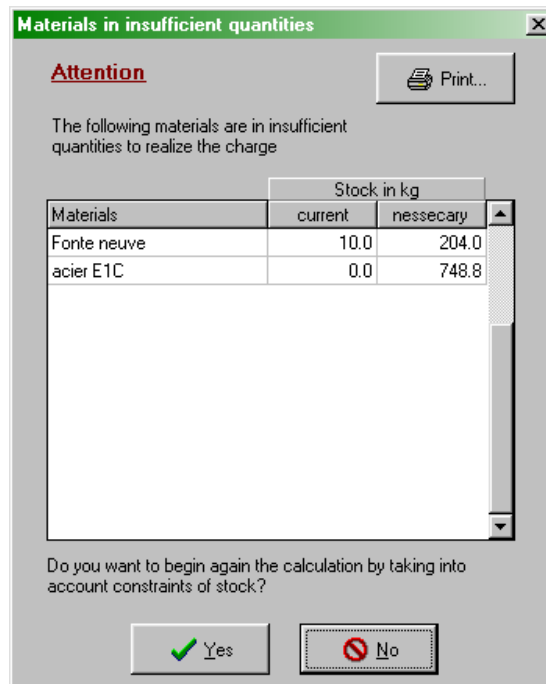 Materials in insufficient quantities
Attention
Print...
The following materials are in insufficient
quantities to realize the charge
Stock in kg
Materials current nessecary
Fonte neuve 10.0 204.0
acier E1C 0.0 748.8
Do you want to begin again the calculation by taking into
account constraints of stock?
Yes No